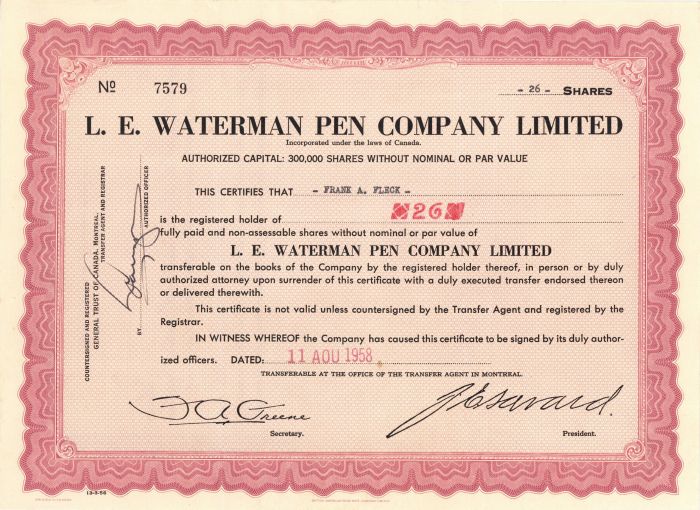 Nº 7579
- 26 - SHARES
L. E. WATERMAN PEN COMPANY LIMITED
Incorporated under the laws of Canada.
AUTHORIZED CAPITAL: 300,000 SHARES WITHOUT NOMINAL OR PAR VALUE
THIS CERTIFIES THAT - FRANK A. FLECK -
is the registered holder of 26
fully paid and non-assessable shares without nominal or par value of
L. E. WATERMAN PEN COMPANY LIMITED
transferable on the books of the Company by the registered holder thereof, in person or by duly
authorized attorney upon surrender of this certificate with a duly executed transfer endorsed thereon
or delivered therewith.
This certificate is not valid unless countersigned by the Transfer Agent and registered by the
Registrar.
IN WITNESS WHEREOF the Company has caused this certificate to be signed by its duly author-
ized officers. DATED: 11 AOU 1958
TRANSFERABLE AT THE OFFICE OF THE TRANSFER AGENT IN MONTREAL.
F A Greene
Secretary.
J E Savard.
President.
COUNTERSIGNED AND REGISTERED
GENERAL TRUST OF CANADA, MONTREAL
TRANSFER AGENT AND REGISTRAR
BY
AUTHORIZED OFFICER
13-3-56